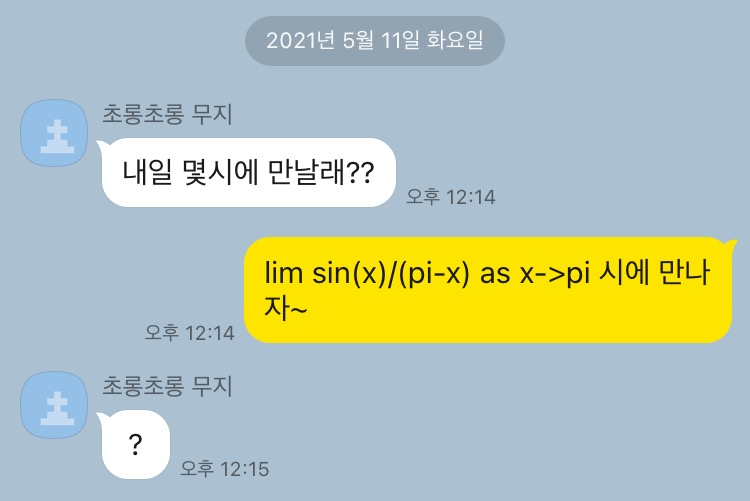 2021년 5월 11일 화요일
초롱초롱 무지
내일 몇시에 만날래??
오후 12:14
lim sin(x)/(pi-x) as x->pi 시에 만나
자~
오후 12:14
초롱초롱 무지
?
오후 12:15